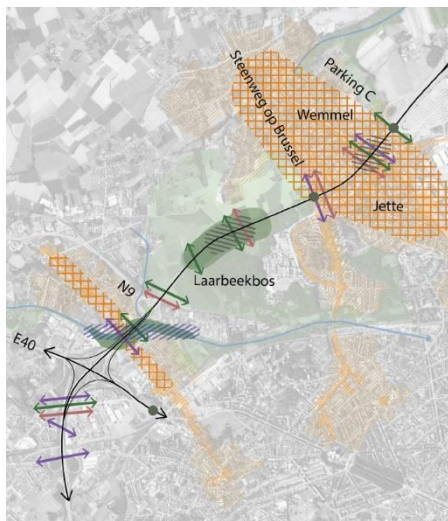 Steenweg op Brussel
Parking C
Wemmel
Jette
Laarbeekbos
N9
E40